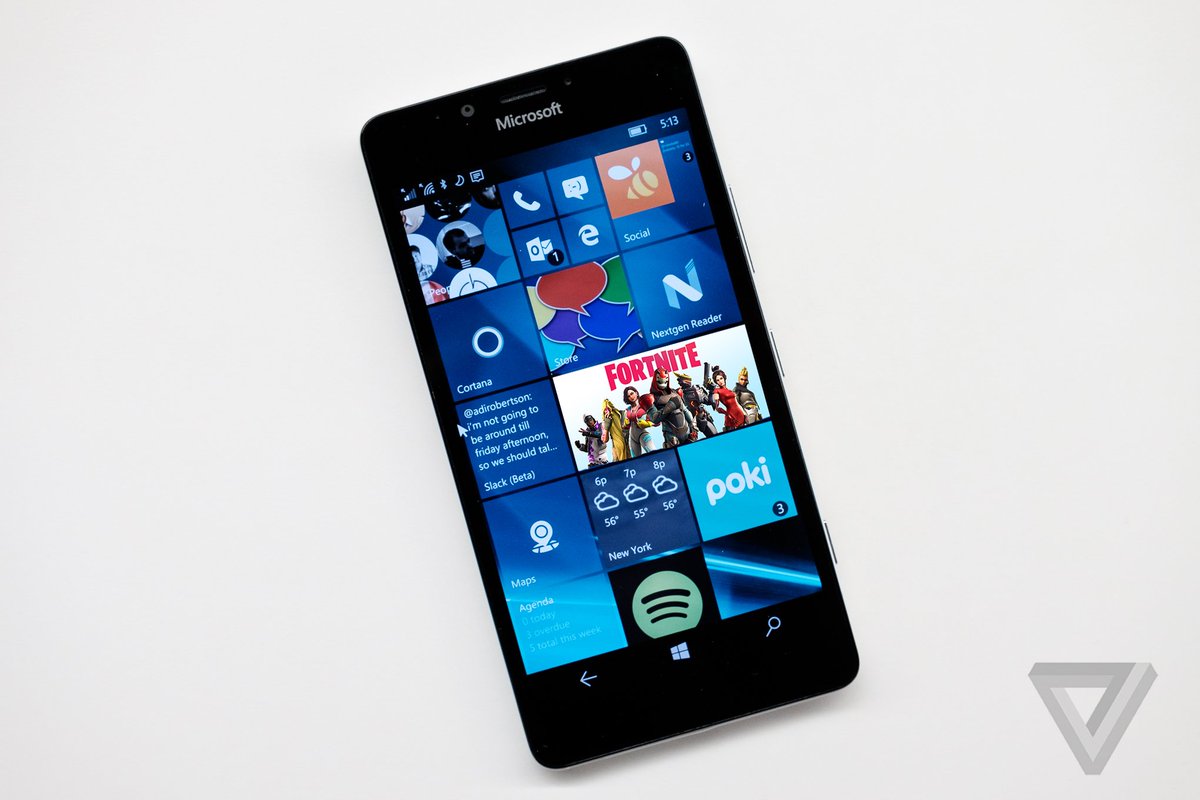 Microsoft
5:13
3
1
Social
People
Store
N
Nextgen Reader
Cortana
FORTNITE
@adirobertson:
i'm not going to
be around till
friday afternoon,
so we should tal...
Slack (Beta)
6p 7p 8p
56° 55° 56°
New York
poki
3
Maps
Agenda
0 today
3 overdue
5 total this week